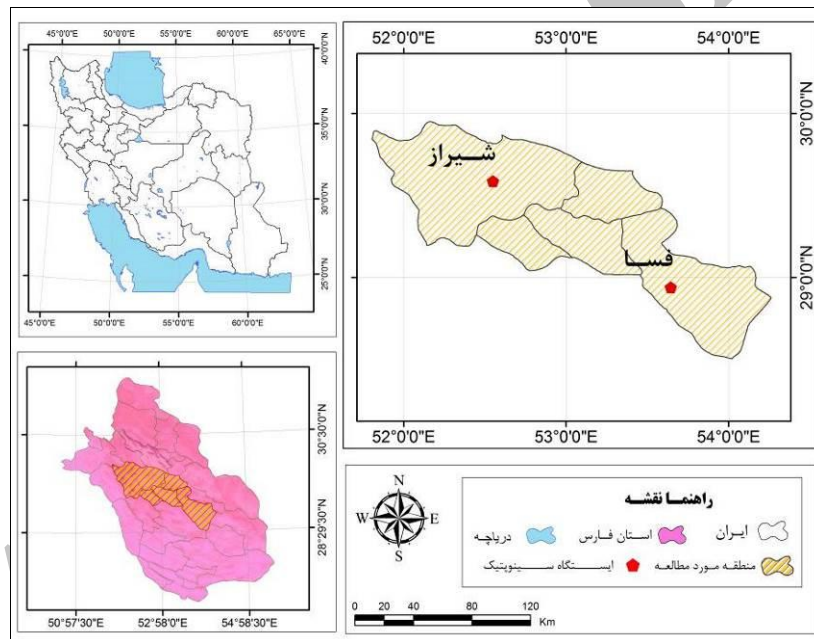 45°0'0"E 50°0'0"E 55°0'0"E 60°0'0"E 65°0'0"E
40°0'0"N
35°0'0"N
30°0'0"N
25°0'0"N
45°0'0"E 50°0'0"E 55°0'0"E 60°0'0"E
52°0'0"E 53°0'0"E 54°0'0"E
30°0'0"N
29°0'0"N
شیراز
فسا
52°0'0"E 53°0'0"E 54°0'0"E
30°30'0"N
28°29'30"N
50°57'30"E 52°58'0"E 54°58'30"E
N
W E
S
0 20 40 80 120
Km
راهنما نقشه
ایران استان فارس دریاچه
منطقه مورد مطالعه ایستگاه سینوپتیک